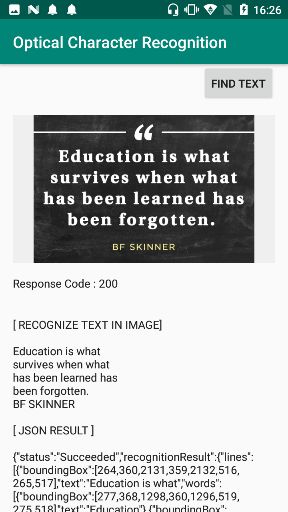 16:26
Optical Character Recognition
FIND TEXT
“
Education is what
survives when what
has been learned has
been forgotten.
BF SKINNER
Response Code : 200
[ RECOGNIZE TEXT IN IMAGE]
Education is what
survives when what
has been learned has
been forgotten.
BF SKINNER
[ JSON RESULT ]
{"status":"Succeeded","recognitionResult":{"lines":
[{"boundingBox":[264,360,2131,359,2132,516,
265,517],"text":"Education is what","words":
[{"boundingBox":[277,368,1298,360,1296,519,
275,518],"text":"Education"},{"boundingBox":